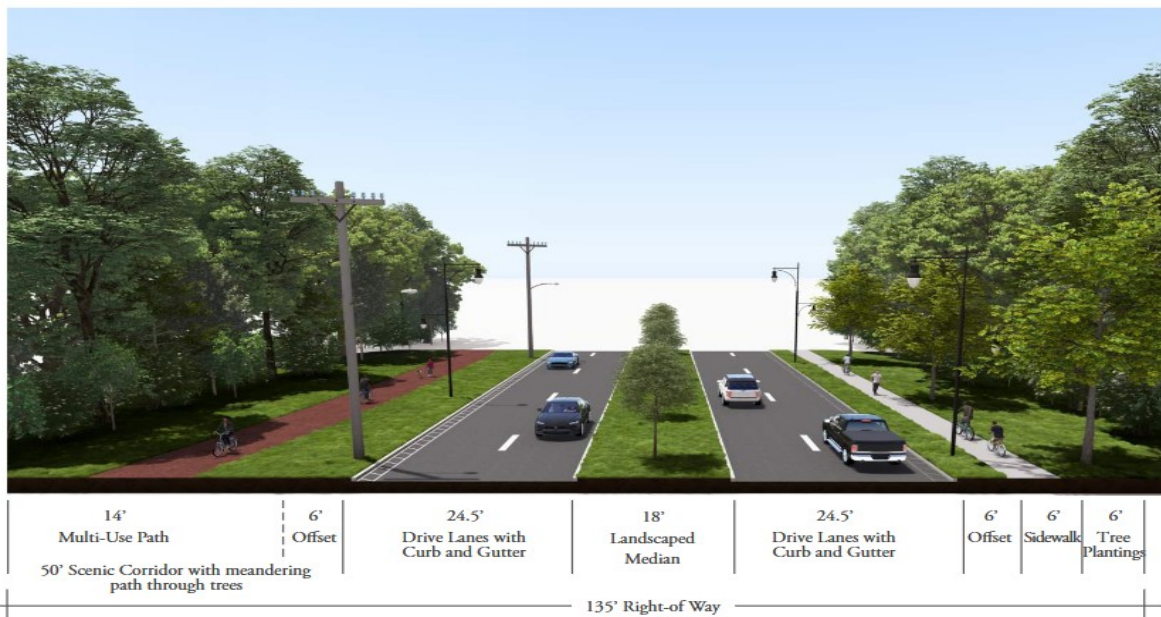 14’
Multi-Use Path
6’
Offset
24.5’
Drive Lanes with
Curb and Gutter
18’
Landscaped
Median
24.5’
Drive Lanes with
Curb and Gutter
6’
Offset
6’
Sidewalk
6’
Tree
Plantings
50’ Scenic Corridor with meandering
path through trees
135’ Right-of Way